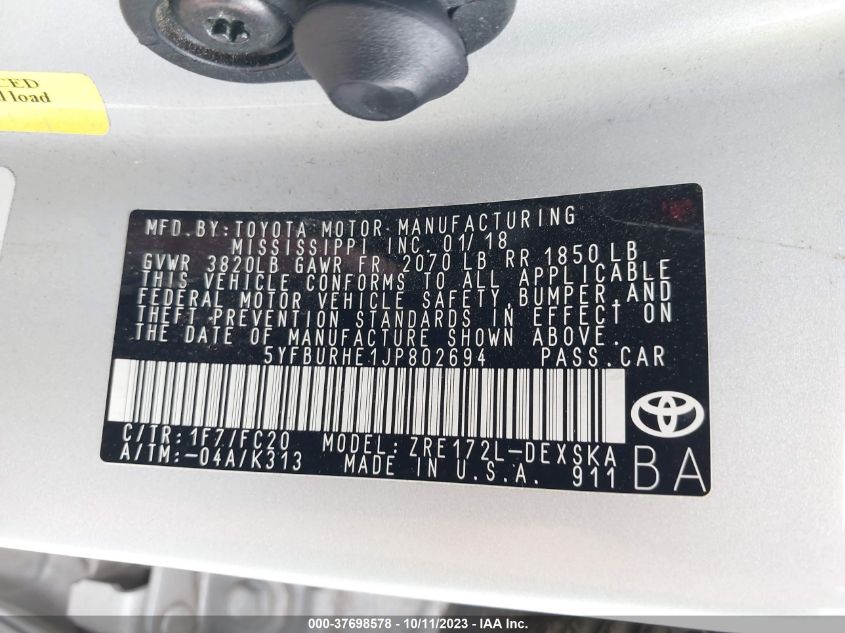 CED
l load
MFD. BY: TOYOTA MOTOR MANUFACTURING
MISSISSIPPI INC. 01/18
GVWR 3820LB GAWR FR 2070 LB RR 1850 LB
THIS VEHICLE CONFORMS TO ALL APPLICABLE
FEDERAL MOTOR VEHICLE SAFETY, BUMPER, AND
THEFT PREVENTION STANDARDS IN EFFECT ON
THE DATE OF MANUFACTURE SHOWN ABOVE.
5YFBURHE1JP802694 PASS. CAR
C/TR: 1F7/FC20 MODEL: ZRE172L-DEXSKA
A/TM: -04A/K313 MADE IN U.S.A. 911 BA
000-37698578 - 10/11/2023 - IAA Inc.